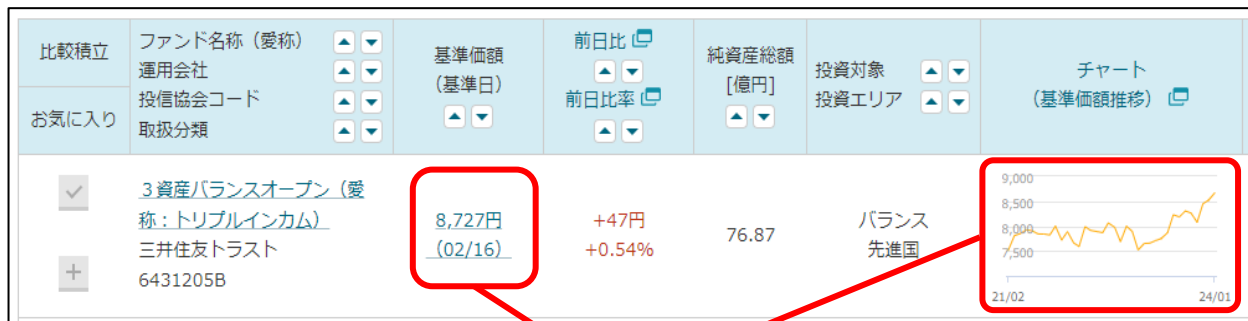 比較積立
お気に入り
ファンド名称（愛称）
運用会社
投信協会コード
取扱分類
基準価額
（基準日）
前日比
前日比率
純資産総額
[億円]
投資対象
投資エリア
チャート
（基準価額推移）
３資産バランスオープン（愛
称：トリプルインカム）
三井住友トラスト
6431205B
8,727円
（02/16）
+47円
+0.54%
76.87
バランス
先進国
9,000
8,500
8,000
7,500
21/02
24/01